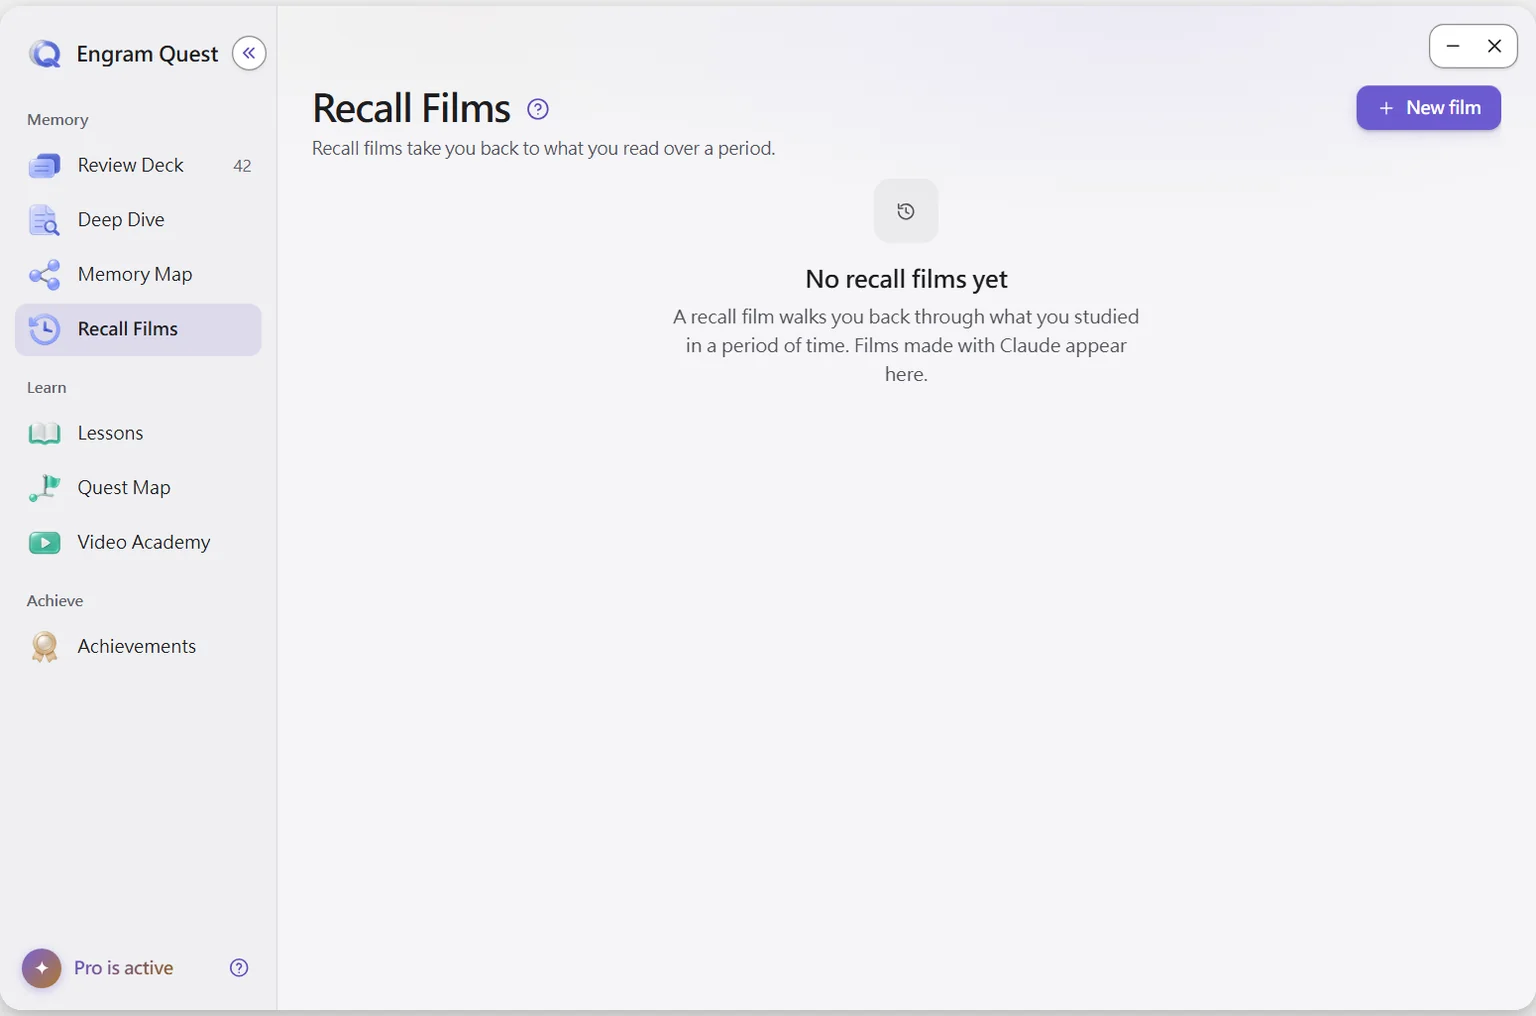 Engram Quest
Memory
Review Deck 42
Deep Dive
Memory Map
Recall Films
Learn
Lessons
Quest Map
Video Academy
Achieve
Achievements
Pro is active
Recall Films
Recall films take you back to what you read over a period.
New film
No recall films yet
A recall film walks you back through what you studied
in a period of time. Films made with Claude appear
here.